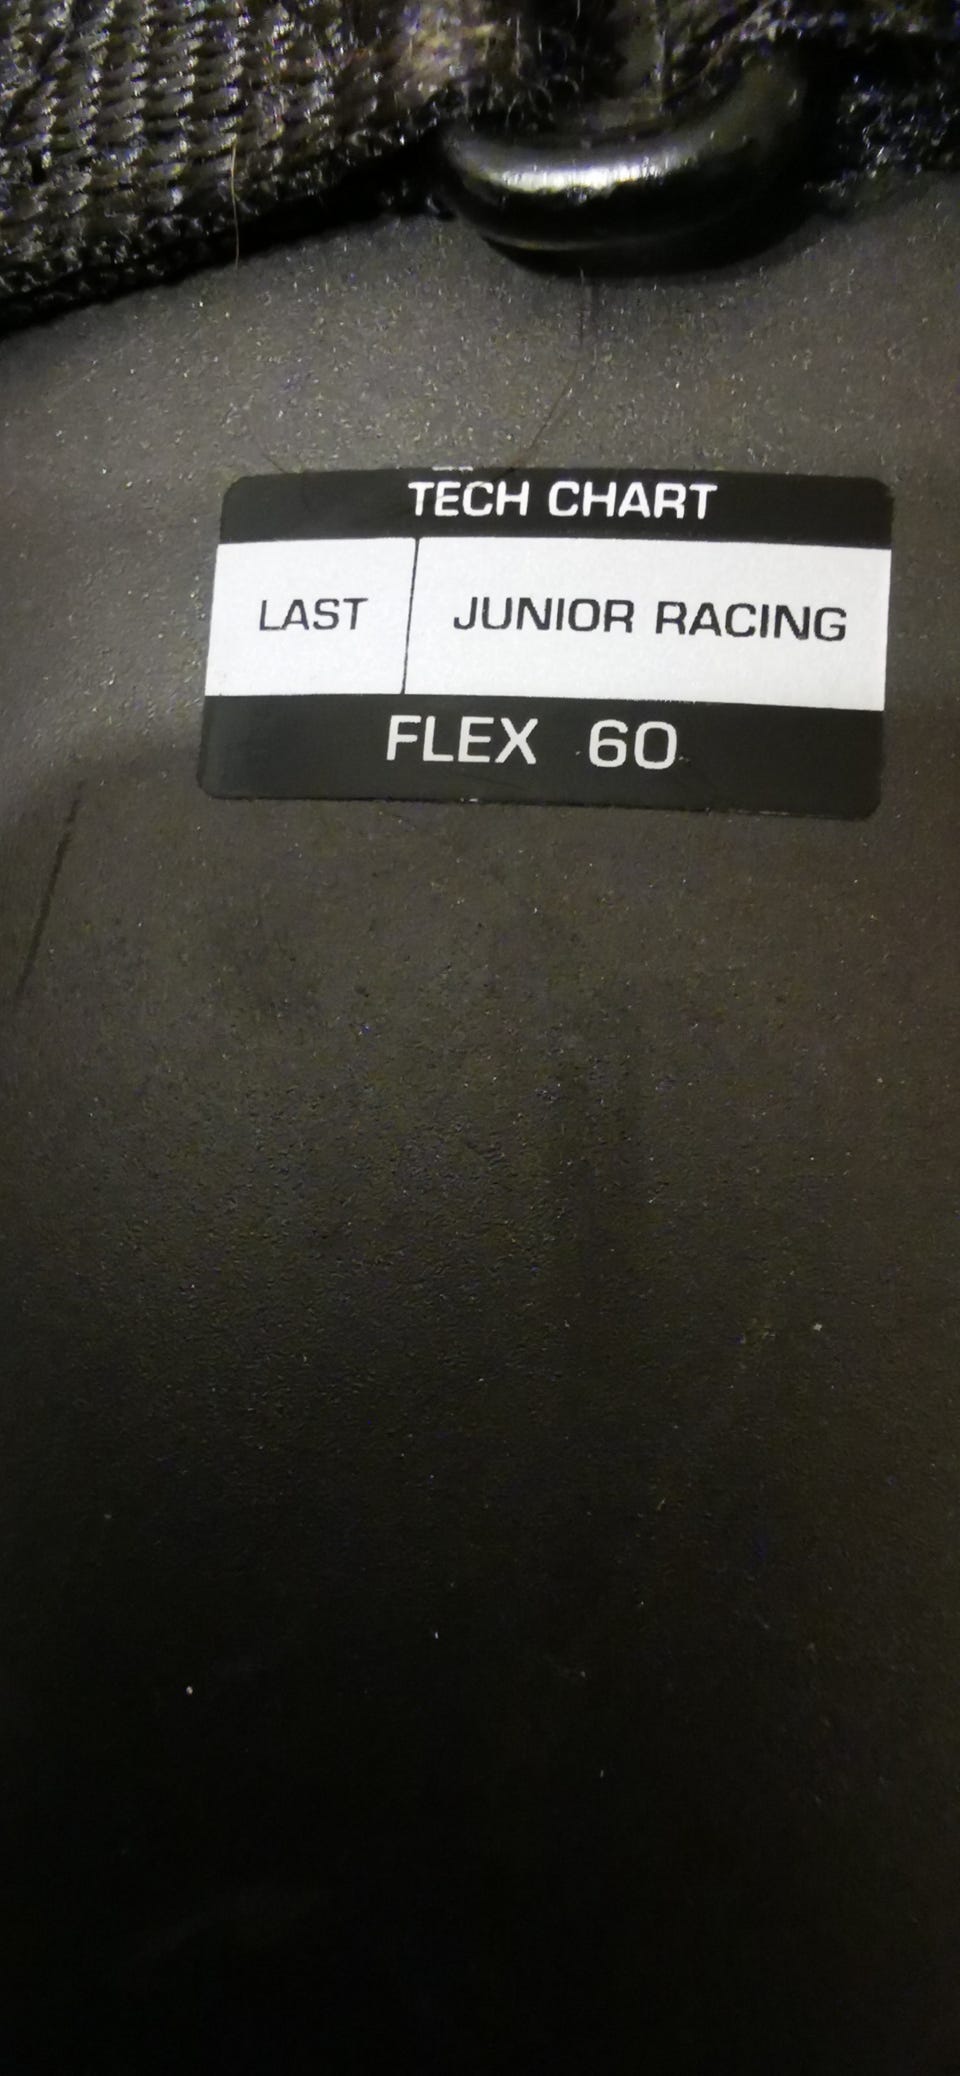 TECH CHART
LAST JUNIOR RACING
FLEX 60